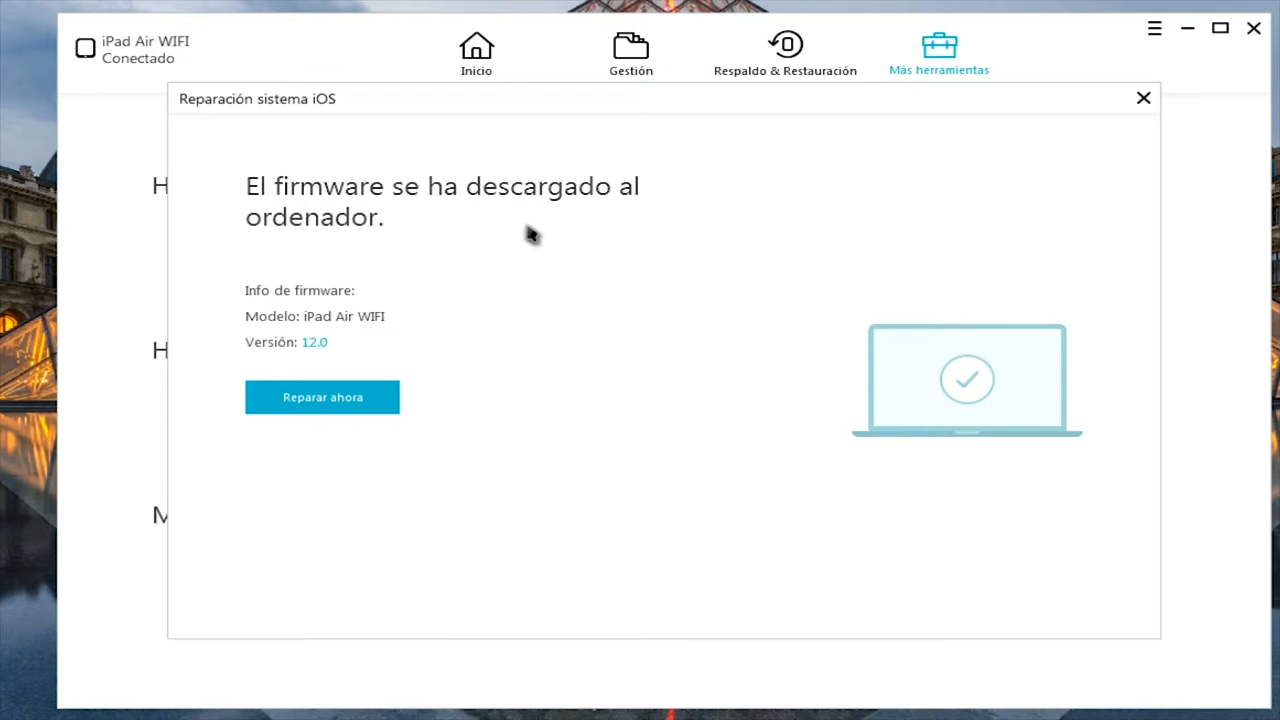 iPad Air WIFI
Conectado
Inicio
Gestión
Respaldo & Restauración
Más herramientas
Reparación sistema iOS
El firmware se ha descargado al
ordenador.
Info de firmware:
Modelo: iPad Air WIFI
Versión: 12.0
Reparar ahora
H
H
M